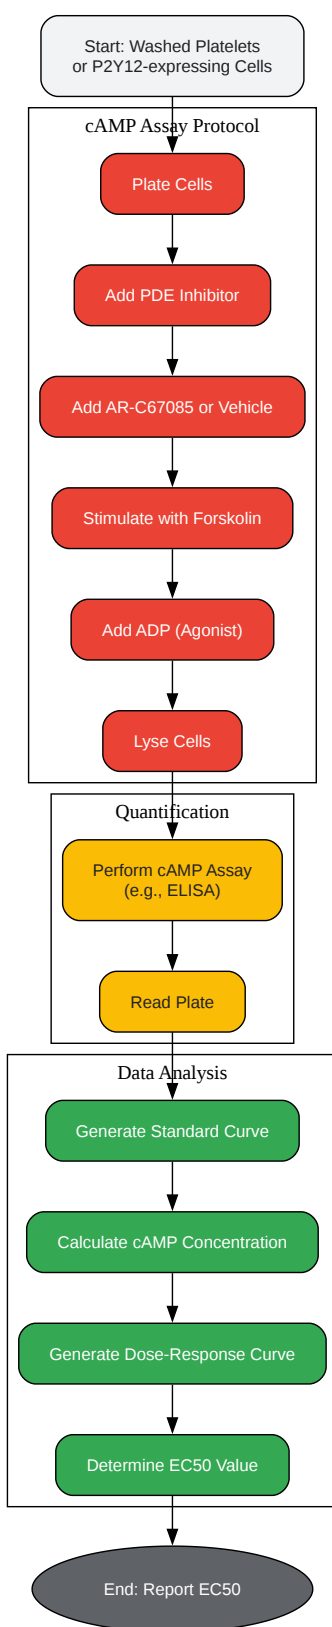 Start: Washed Platelets
or P2Y12-expressing Cells
cAMP Assay Protocol
Plate Cells
Add PDE Inhibitor
Add AR-C67085 or Vehicle
Stimulate with Forskolin
Add ADP (Agonist)
Lyse Cells
Quantification
Perform cAMP Assay
(e.g., ELISA)
Read Plate
Data Analysis
Generate Standard Curve
Calculate cAMP Concentration
Generate Dose-Response Curve
Determine EC50 Value
End: Report EC50